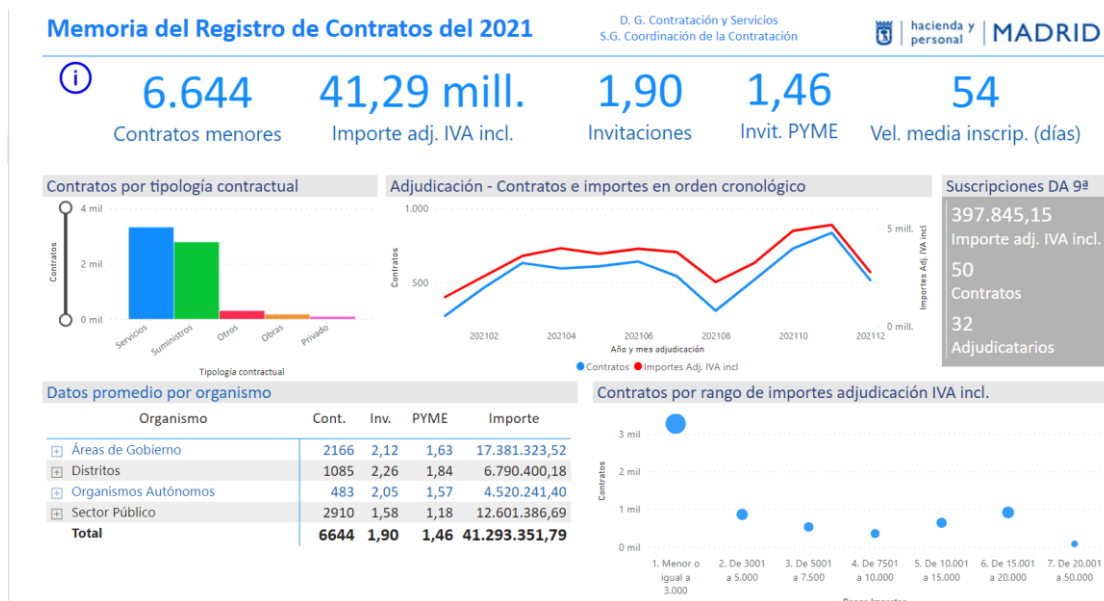 Memoria del Registro de Contratos del 2021
D. G. Contratación y Servicios
S.G. Coordinación de la Contratación
hacienda y
personal
MADRID
i
6.644
Contratos menores
41,29 mill.
Importe adj. IVA incl.
1,90
Invitaciones
1,46
Invit. PYME
54
Vel. media inscrip. (días)
Contratos por tipología contractual
4 mil
2 mil
0 mil
Contratos
Servicios
Suministros
Otros
Obras
Privado
Tipología contractual
Adjudicación - Contratos e importes en orden cronológico
1.000
500
Contratos
5 mill.
0 mill.
Importes Adj. IVA incl
202102
202104
202106
202108
202110
202112
Año y mes adjudicación
Contratos
Importes Adj. IVA incl
Suscripciones DA 9ª
397.845,15
Importe adj. IVA incl.
50
Contratos
32
Adjudicatarios
Datos promedio por organismo
Organismo Cont. Inv. PYME Importe
Áreas de Gobierno 2166 2,12 1,63 17.381.323,52
Distritos 1085 2,26 1,84 6.790.400,18
Organismos Autónomos 483 2,05 1,57 4.520.241,40
Sector Público 2910 1,58 1,18 12.601.386,69
Total 6644 1,90 1,46 41.293.351,79
Contratos por rango de importes adjudicación IVA incl.
3 mil
2 mil
1 mil
0 mil
Contratos
1. Menor o
igual a
3.000
2. De 3001
a 5.000
3. De 5001
a 7.500
4. De 7501
a 10.000
5. De 10.001
a 15.000
6. De 15.001
a 20.000
7. De 20.001
a 50.000